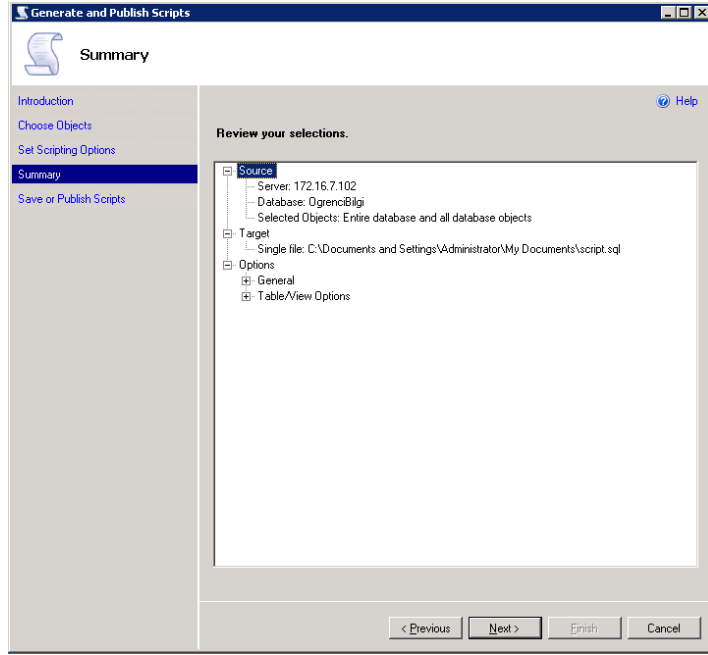 Generate and Publish Scripts
Summary
Introduction
Choose Objects
Set Scripting Options
Summary
Save or Publish Scripts
Help
Review your selections.
Source
Server: 172.16.7.102
Database: OgrenciBilgi
Selected Objects: Entire database and all database objects
Target
Single file: C:\Documents and Settings\Administrator\My Documents\script.sql
Options
General
Table/View Options
< Previous
Next >
Finish
Cancel